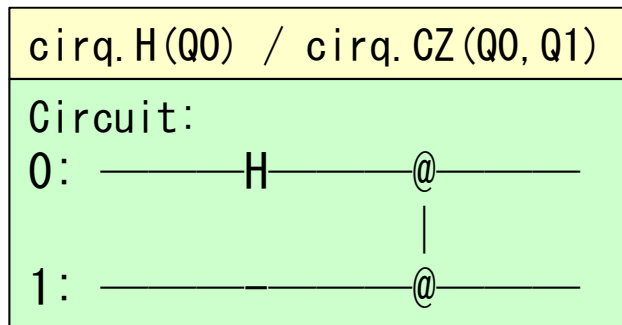 cirq.H(Q0) / cirq.CZ(Q0,Q1)
Circuit:
0: ———H———@———
|
1: ———-———@———